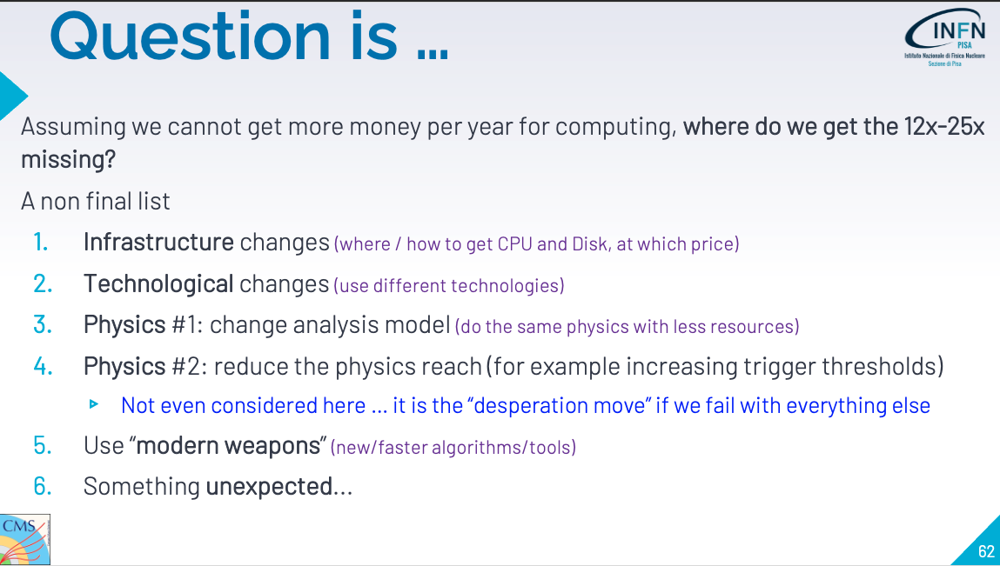 Question is …
INFN
PISA
Istituto Nazionale di Fisica Nucleare
Sezione di Pisa
Assuming we cannot get more money per year for computing, where do we get the 12x-25x
missing?
A non final list
1. Infrastructure changes (where / how to get CPU and Disk, at which price)
2. Technological changes (use different technologies)
3. Physics #1: change analysis model (do the same physics with less resources)
4. Physics #2: reduce the physics reach (for example increasing trigger thresholds)
Not even considered here … it is the “desperation move” if we fail with everything else
5. Use “modern weapons” (new/faster algorithms/tools)
6. Something unexpected…
CMS
62